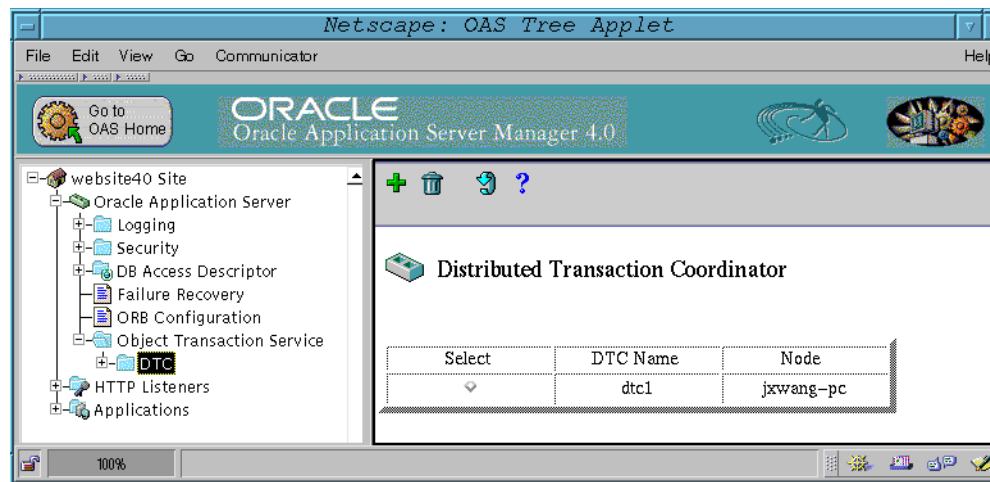 Netscape: OAS Tree Applet
File Edit View Go Communicator Help
Go to
OAS Home
ORACLE
Oracle Application Server Manager 4.0
website40 Site
Oracle Application Server
Logging
Security
DB Access Descriptor
Failure Recovery
ORB Configuration
Object Transaction Service
DTC
HTTP Listeners
Applications
?
Distributed Transaction Coordinator
Select DTC Name Node
dtc1 jxwang-pc
100%